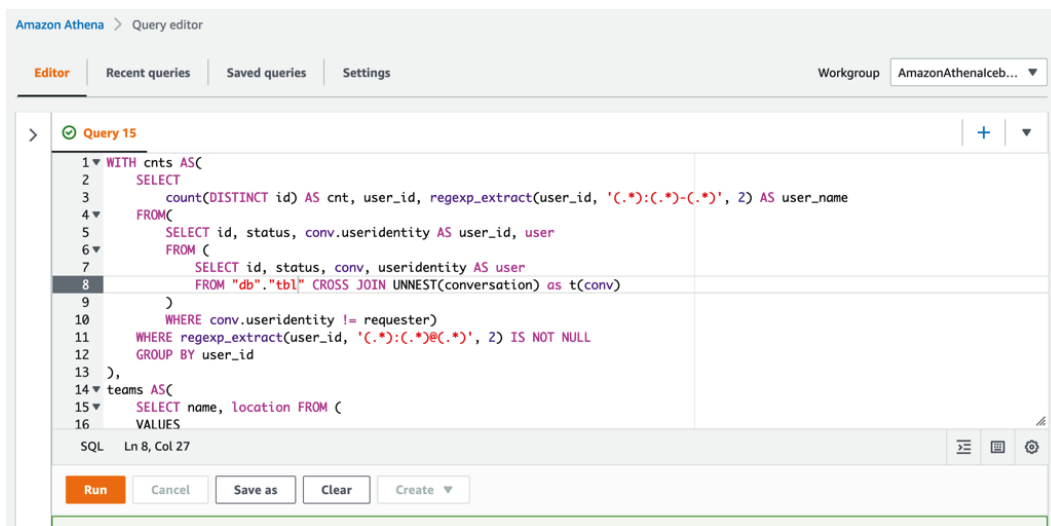 Amazon Athena > Query editor
Editor Recent queries Saved queries Settings Workgroup AmazonAthenaIceb...
Query 15
1 WITH cnts AS(
2 SELECT
3 count(DISTINCT id) AS cnt, user_id, regexp_extract(user_id, '(.*):(.*)-(.*)', 2) AS user_name
4 FROM(
5 SELECT id, status, conv.useridentity AS user_id, user
6 FROM (
7 SELECT id, status, conv, useridentity AS user
8 FROM "db"."tbl" CROSS JOIN UNNEST(conversation) as t(conv)
9 )
10 WHERE conv.useridentity != requester)
11 WHERE regexp_extract(user_id, '(.*):(.*)@(.*)', 2) IS NOT NULL
12 GROUP BY user_id
13 ),
14 teams AS(
15 SELECT name, location FROM (
16 VALUES
SQL Ln 8, Col 27
Run Cancel Save as Clear Create